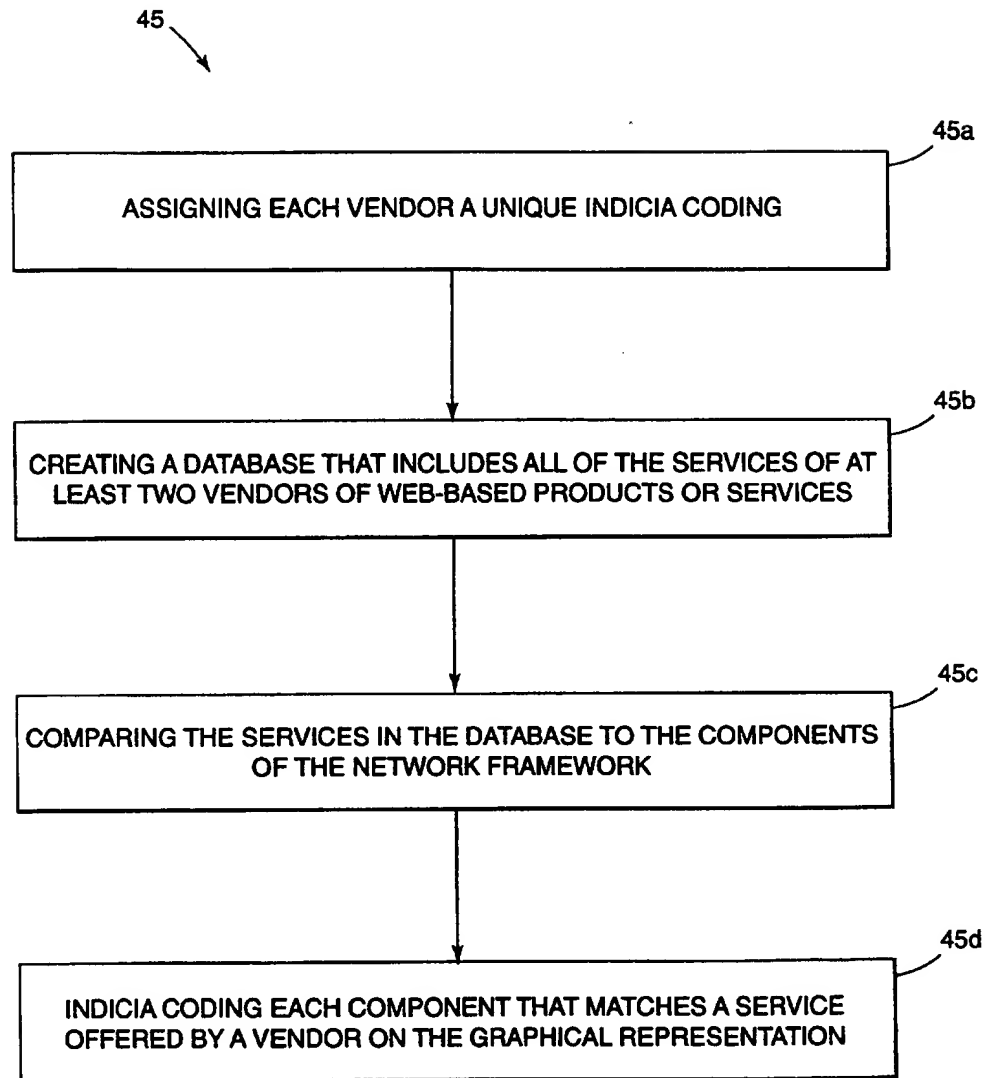 45
45a
ASSIGNING EACH VENDOR A UNIQUE INDICIA CODING
45b
CREATING A DATABASE THAT INCLUDES ALL OF THE SERVICES OF AT
LEAST TWO VENDORS OF WEB-BASED PRODUCTS OR SERVICES
45c
COMPARING THE SERVICES IN THE DATABASE TO THE COMPONENTS
OF THE NETWORK FRAMEWORK
45d
INDICIA CODING EACH COMPONENT THAT MATCHES A SERVICE
OFFERED BY A VENDOR ON THE GRAPHICAL REPRESENTATION